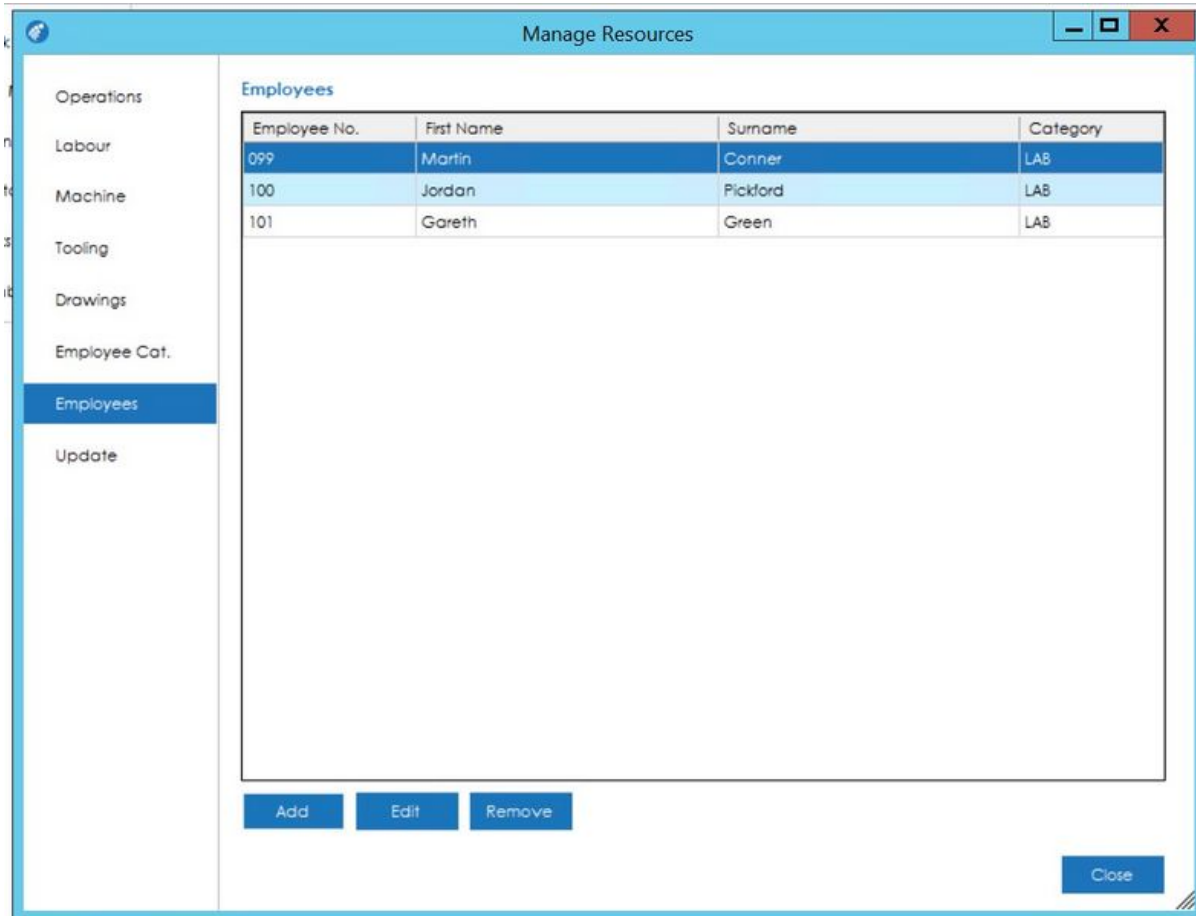 Manage Resources
X
Operations
Labour
Machine
Tooling
Drawings
Employee Cat.
Employees
Update
Employees
Employee No. First Name Surname Category
099 Martin Conner LAB
100 Jordan Pickford LAB
101 Gareth Green LAB
Add Edit Remove
Close